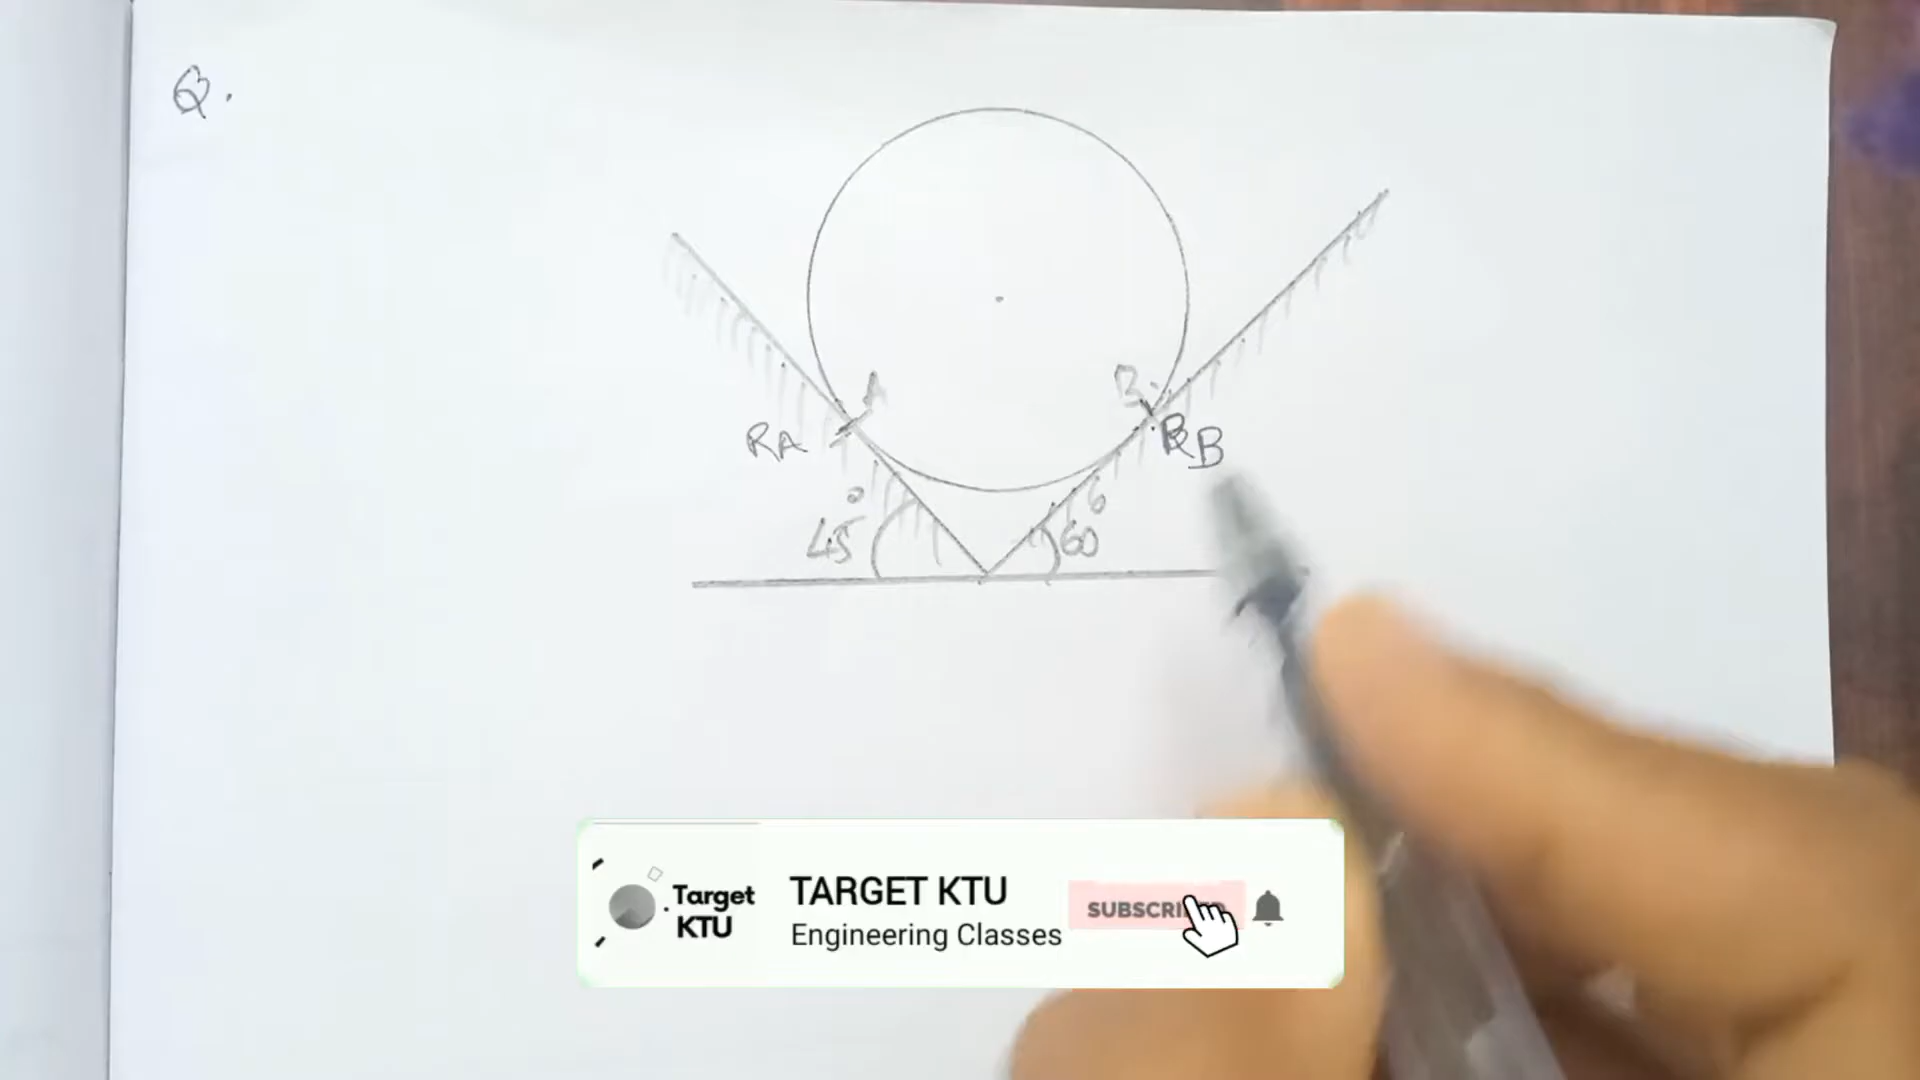 Q.
A
B
RA
RB
45°
60°
Target
KTU
TARGET KTU
Engineering Classes